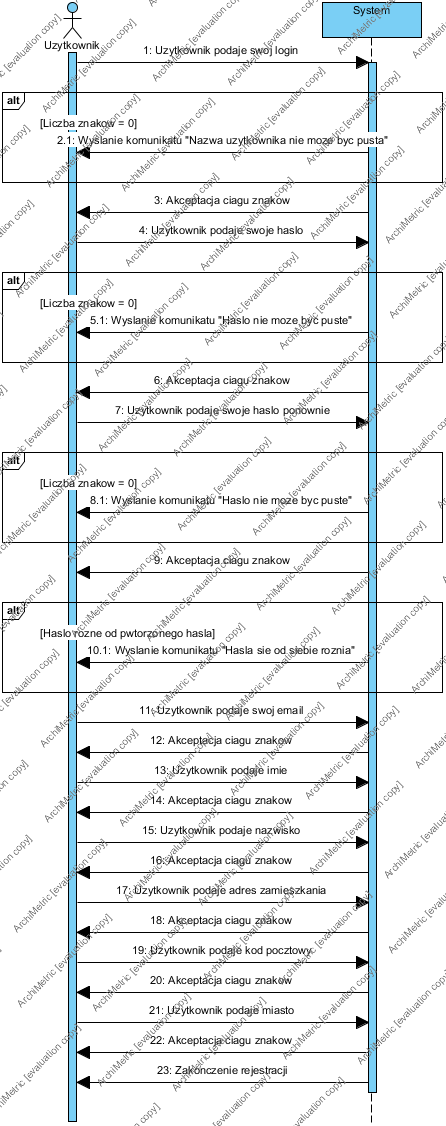 Uzytkownik
System
1: Uzytkownik podaje swoj login
alt
[Liczba znakow = 0]
2.1: Wyslanie komunikatu "Nazwa uzytkownika nie moze byc pusta"
3: Akceptacja ciagu znakow
4: Uzytkownik podaje swoje haslo
alt
[Liczba znakow = 0]
5.1: Wyslanie komunikatu "Haslo nie moze byc puste"
6: Akceptacja ciagu znakow
7: Uzytkownik podaje swoje haslo ponownie
alt
[Liczba znakow = 0]
8.1: Wyslanie komunikatu "Haslo nie moze byc puste"
9: Akceptacja ciagu znakow
alt
[Haslo rozne od pwtorzonego hasla]
10.1: Wyslanie komunikatu "Hasla sie od siebie roznia"
11: Uzytkownik podaje swoj email
12: Akceptacja ciagu znakow
13: Uzytkownik podaje imie
14: Akceptacja ciagu znakow
15: Uzytkownik podaje nazwisko
16: Akceptacja ciagu znakow
17: Uzytkownik podaje adres zamieszkania
18: Akceptacja ciagu znakow
19: Uzytkownik podaje kod pocztowy
20: Akceptacja ciagu znakow
21: Uzytkownik podaje miasto
22: Akceptacja ciagu znakow
23: Zakonczenie rejestracji
ArchiMetric [evaluation copy]